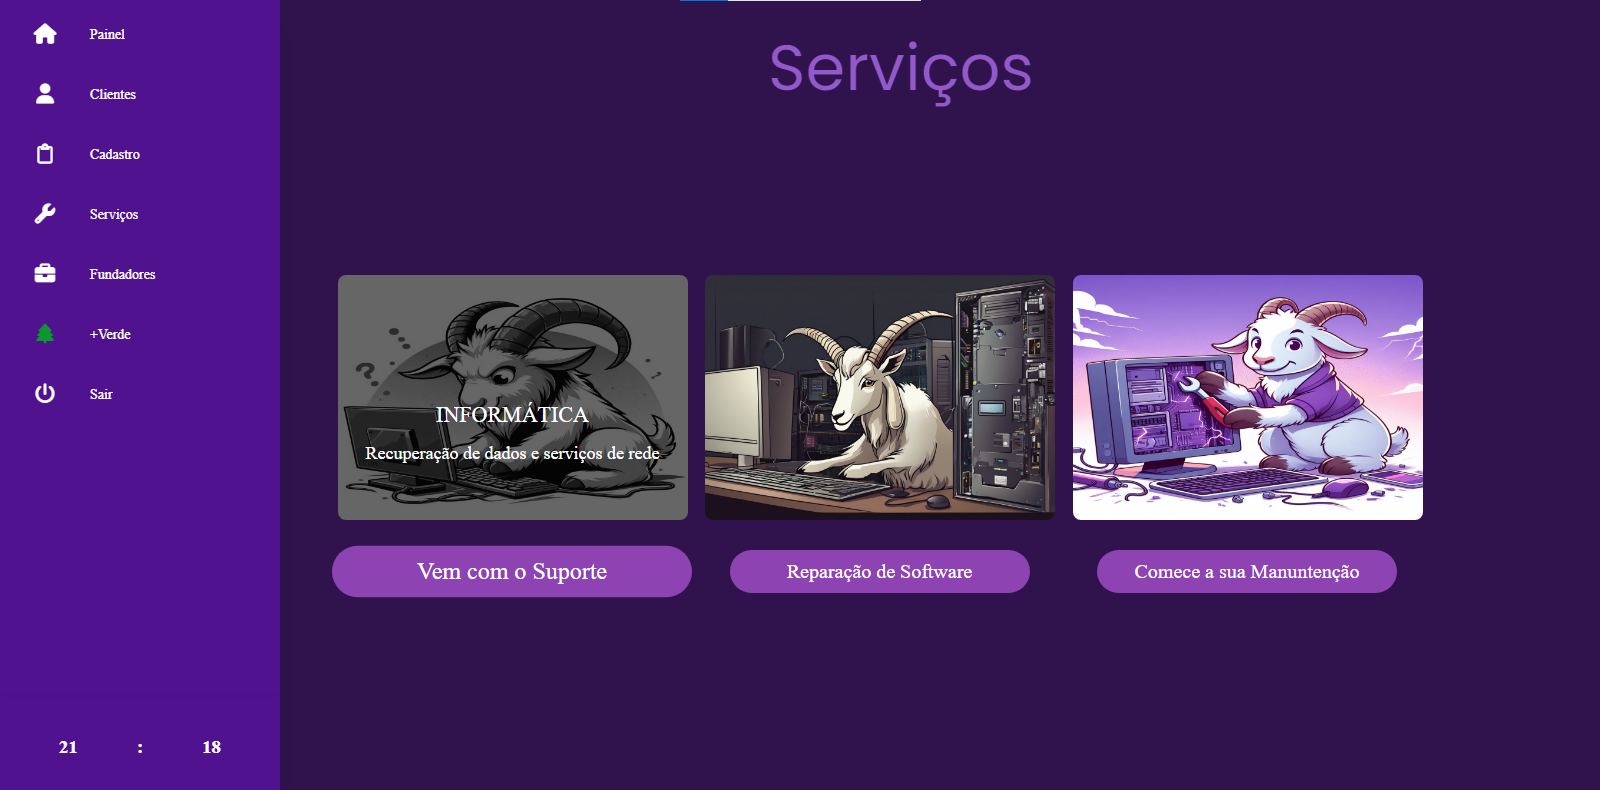 Painel
Clientes
Cadastro
Serviços
Fundadores
+Verde
Sair
21 : 18
Serviços
INFORMÁTICA
Recuperação de dados e serviços de rede
Vem com o Suporte
Reparação de Software
Comece a sua Manuntenção